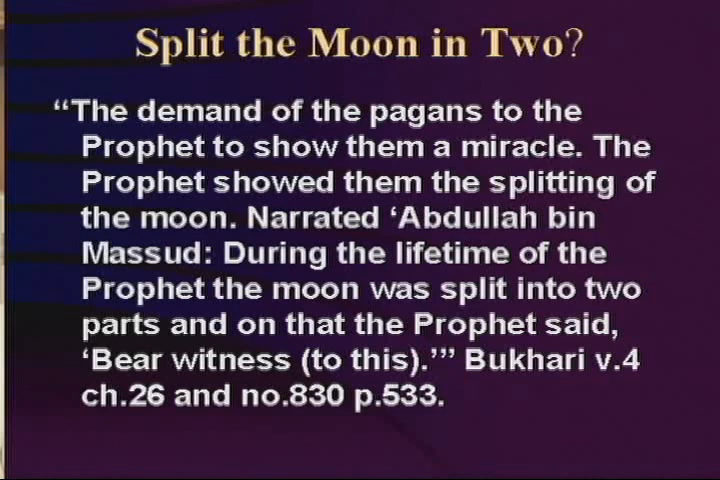 Split the Moon in Two?
“The demand of the pagans to the
Prophet to show them a miracle. The
Prophet showed them the splitting of
the moon. Narrated ‘Abdullah bin
Massud: During the lifetime of the
Prophet the moon was split into two
parts and on that the Prophet said,
‘Bear witness (to this).’” Bukhari v.4
ch.26 and no.830 p.533.